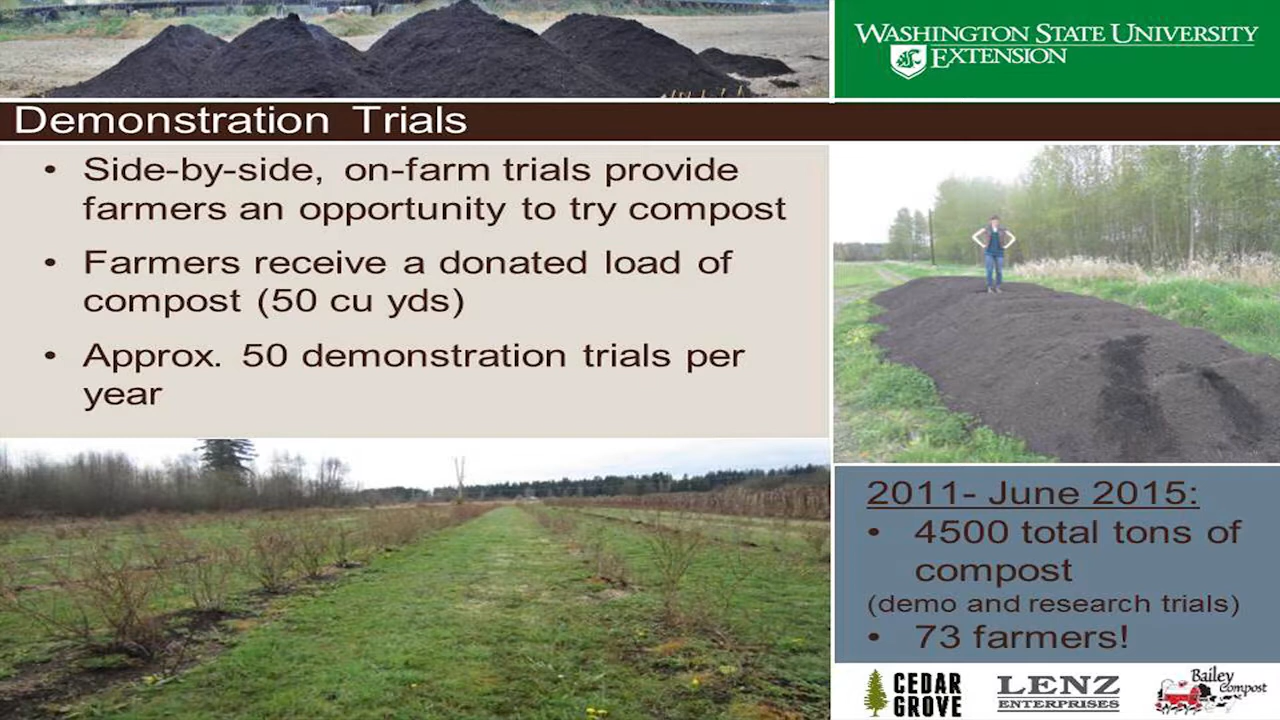 WASHINGTON STATE UNIVERSITY
EXTENSION
Demonstration Trials
• Side-by-side, on-farm trials provide
farmers an opportunity to try compost
• Farmers receive a donated load of
compost (50 cu yds)
• Approx. 50 demonstration trials per
year
2011- June 2015:
• 4500 total tons of
compost
(demo and research trials)
• 73 farmers!
CEDAR
GROVE
LENZ
ENTERPRISES
Bailey
Compost